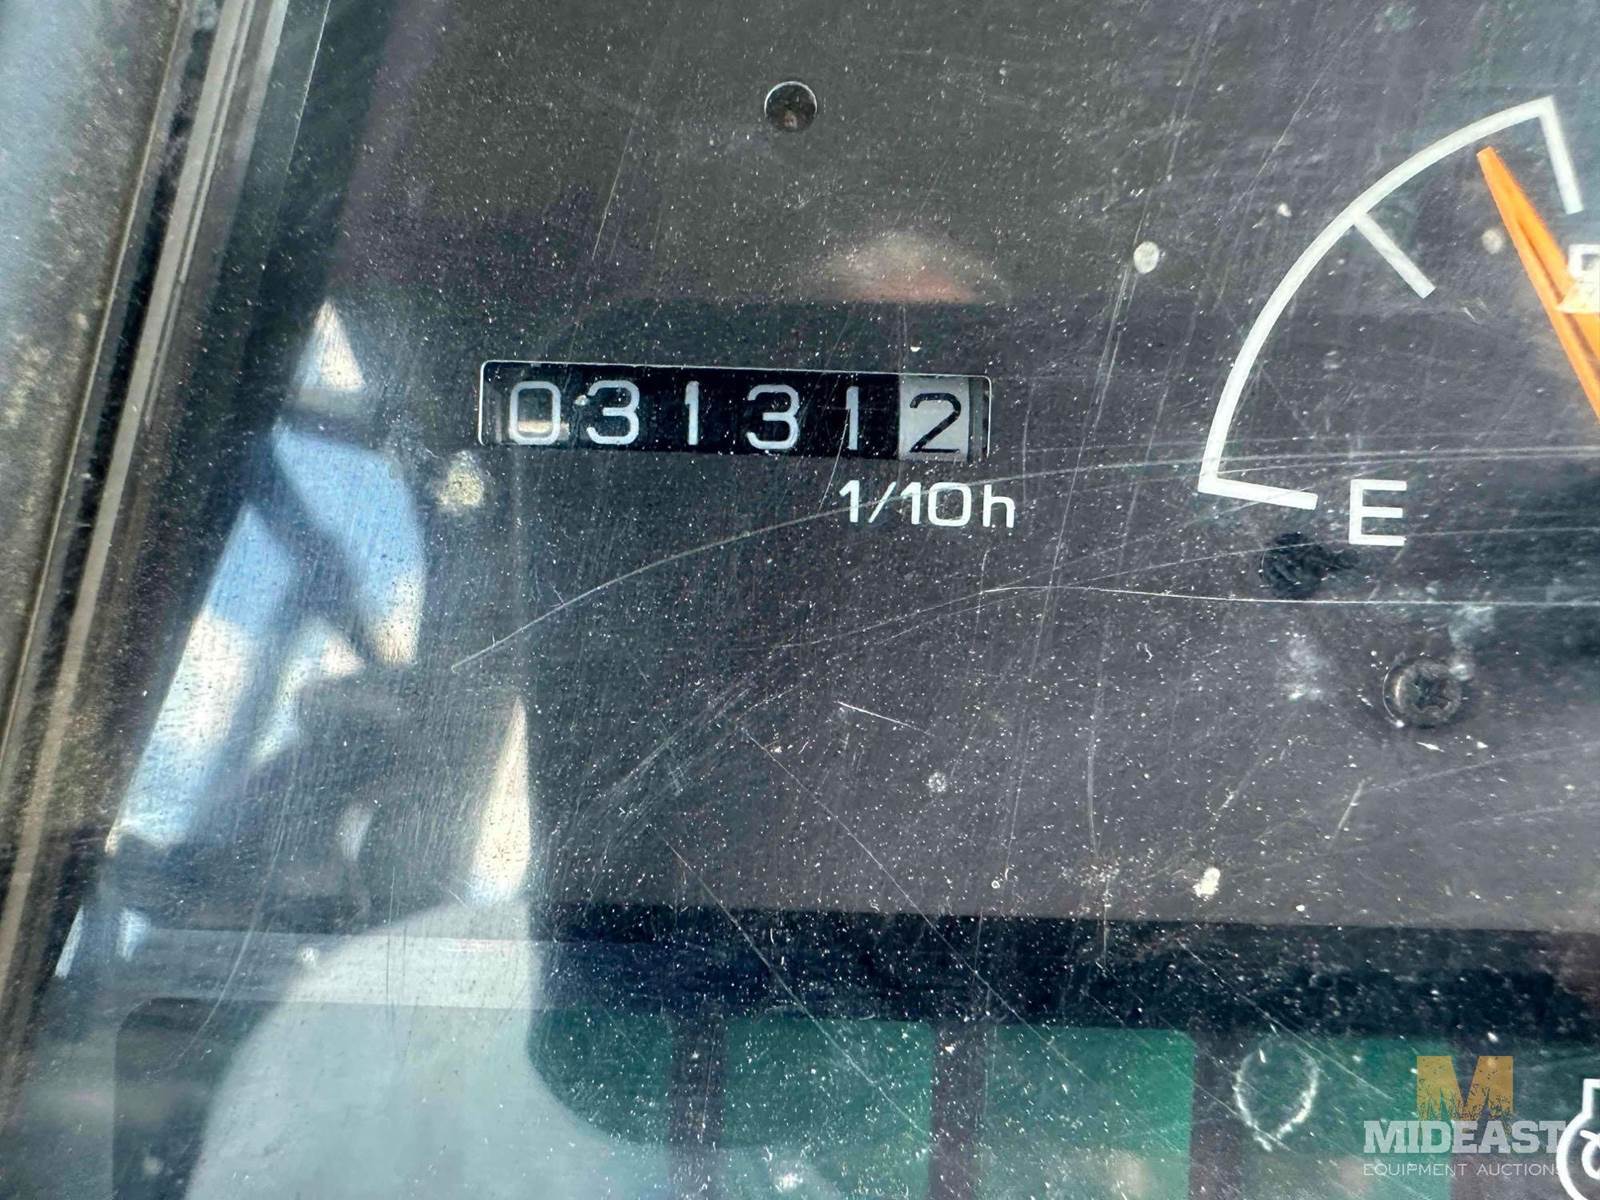 031312
1/10h
E
MIDEAST
EQUIPMENT AUCTIONS